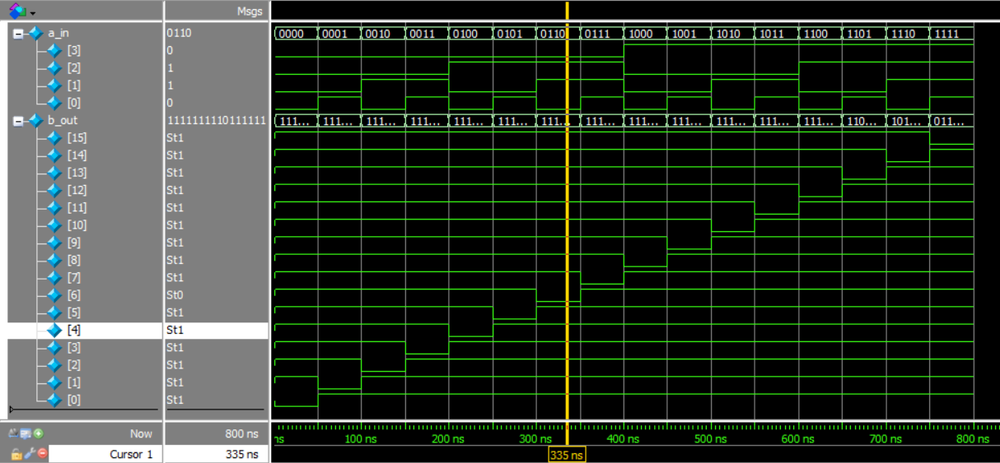 Msgs
a_in 0110 0000 0001 0010 0011 0100 0101 0110 0111 1000 1001 1010 1011 1100 1101 1110 1111
[3] 0
[2] 1
[1] 1
[0] 0
b_out 1111111110111111 111... 111... 111... 111... 111... 111... 111... 111... 111... 111... 111... 111... 111... 110... 101... 011...
[15] St1
[14] St1
[13] St1
[12] St1
[11] St1
[10] St1
[9] St1
[8] St1
[7] St1
[6] St0
[5] St1
[4] St1
[3] St1
[2] St1
[1] St1
[0] St1
Now 800 ns ns 100 ns 200 ns 300 ns 400 ns 500 ns 600 ns 700 ns 800 ns
Cursor 1 335 ns 335 ns